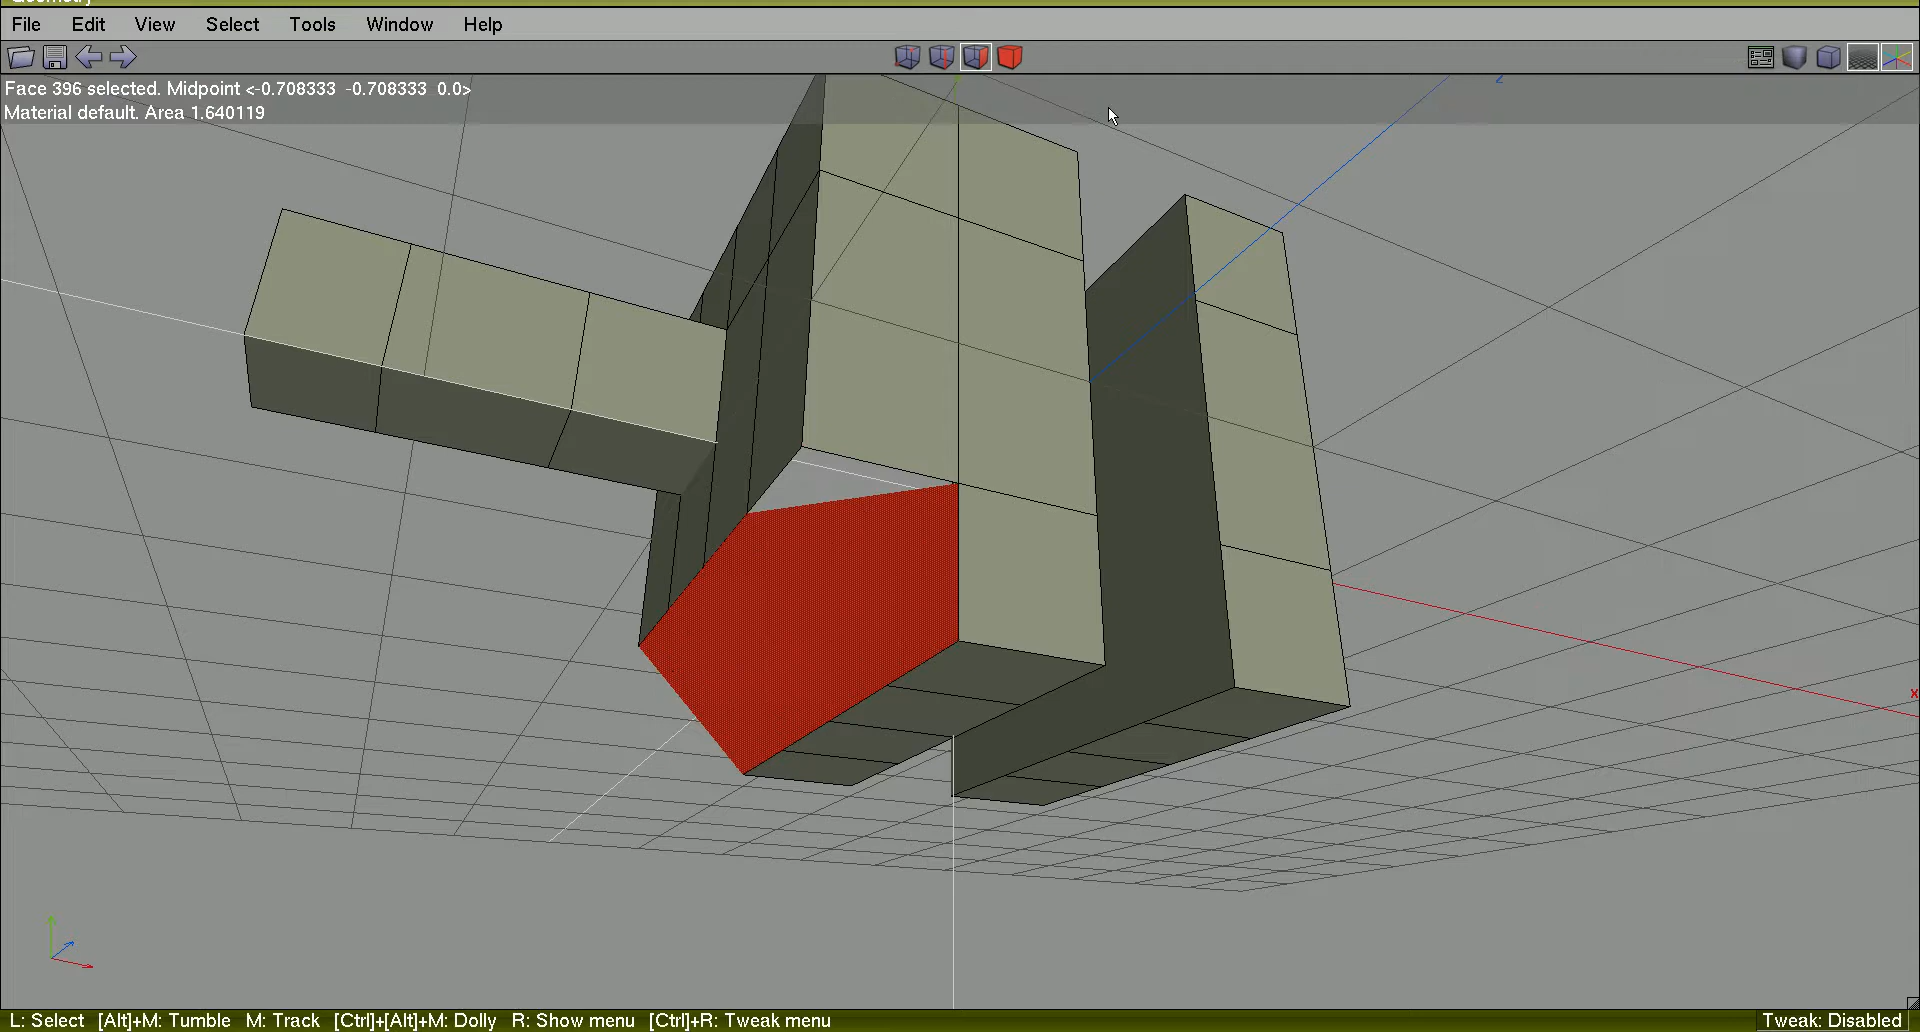 Geometry
File Edit View Select Tools Window Help
Face 396 selected. Midpoint <-0.708333 -0.708333 0.0>
Material default. Area 1.640119
z
x
L: Select [Alt]+M: Tumble M: Track [Ctrl]+[Alt]+M: Dolly R: Show menu [Ctrl]+R: Tweak menu
Tweak: Disabled